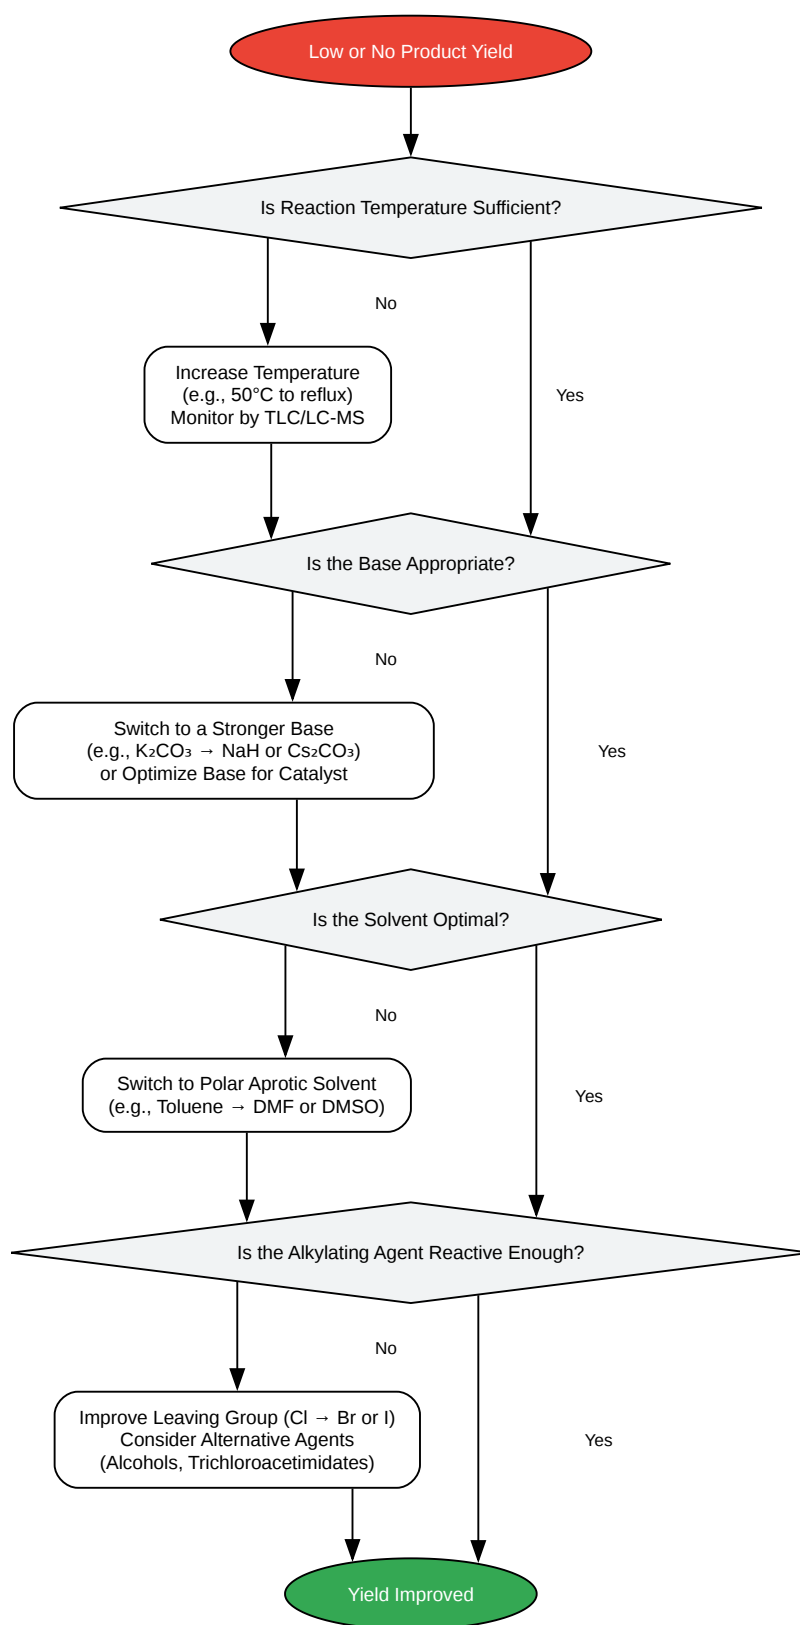 Low or No Product Yield
Is Reaction Temperature Sufficient?
No
Increase Temperature
(e.g., 50°C to reflux)
Monitor by TLC/LC-MS
Yes
Is the Base Appropriate?
No
Switch to a Stronger Base
(e.g., K₂CO₃ → NaH or Cs₂CO₃)
or Optimize Base for Catalyst
Yes
Is the Solvent Optimal?
No
Switch to Polar Aprotic Solvent
(e.g., Toluene → DMF or DMSO)
Yes
Is the Alkylating Agent Reactive Enough?
No
Improve Leaving Group (Cl → Br or I)
Consider Alternative Agents
(Alcohols, Trichloroacetimidates)
Yes
Yield Improved